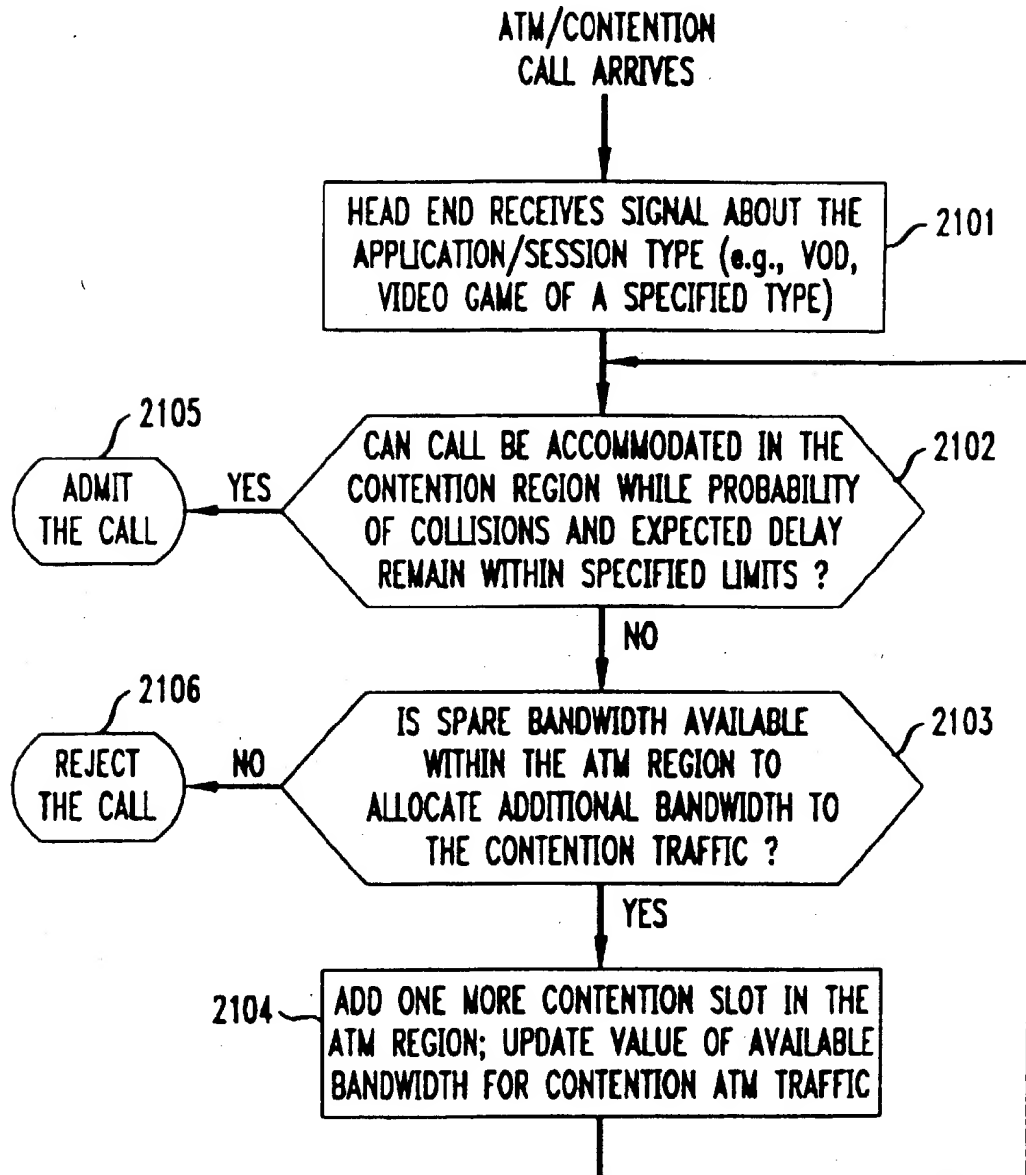 ATM/CONTENTION
CALL ARRIVES
HEAD END RECEIVES SIGNAL ABOUT THE
APPLICATION/SESSION TYPE (e.g., VOD,
VIDEO GAME OF A SPECIFIED TYPE)
2101
2105
ADMIT
THE CALL
YES
CAN CALL BE ACCOMMODATED IN THE
CONTENTION REGION WHILE PROBABILITY
OF COLLISIONS AND EXPECTED DELAY
REMAIN WITHIN SPECIFIED LIMITS ?
2102
NO
2106
REJECT
THE CALL
NO
IS SPARE BANDWIDTH AVAILABLE
WITHIN THE ATM REGION TO
ALLOCATE ADDITIONAL BANDWIDTH TO
THE CONTENTION TRAFFIC ?
2103
YES
2104
ADD ONE MORE CONTENTION SLOT IN THE
ATM REGION; UPDATE VALUE OF AVAILABLE
BANDWIDTH FOR CONTENTION ATM TRAFFIC